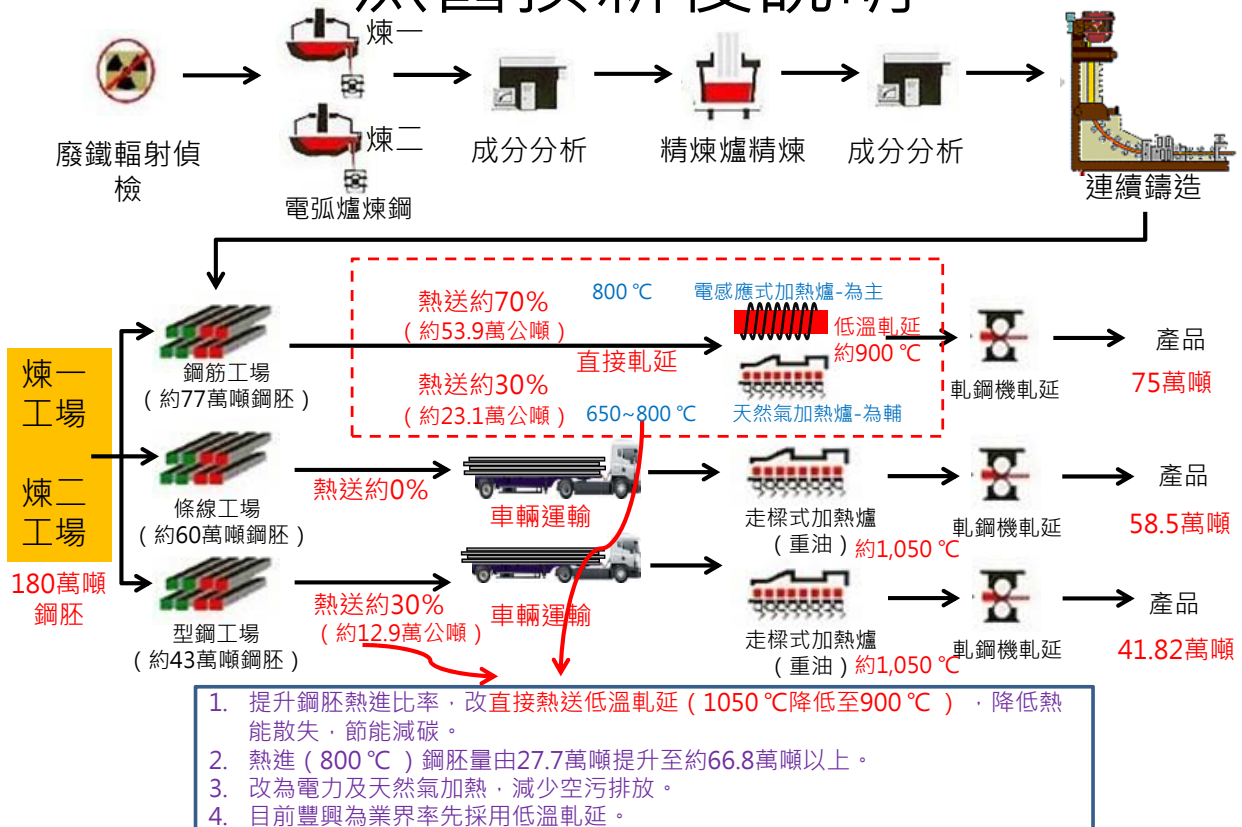 煉一
煉二
廢鐵輻射偵
檢
電弧爐煉鋼
成分分析
精煉爐精煉
成分分析
連續鑄造
煉一
工場
煉二
工場
180萬噸
鋼胚
鋼筋工場
（約77萬噸鋼胚）
熱送約70%
（約53.9萬公噸）
800 ℃
電感應式加熱爐-為主
低溫軋延
約900 ℃
直接軋延
熱送約30%
（約23.1萬公噸）
650~800 ℃
天然氣加熱爐-為輔
軋鋼機軋延
產品
75萬噸
條線工場
（約60萬噸鋼胚）
熱送約0%
車輛運輸
走樑式加熱爐
（重油）約1,050 ℃
軋鋼機軋延
產品
58.5萬噸
型鋼工場
（約43萬噸鋼胚）
熱送約30%
（約12.9萬公噸）
車輛運輸
走樑式加熱爐
（重油）約1,050 ℃
軋鋼機軋延
產品
41.82萬噸
1. 提升鋼胚熱進比率，改直接熱送低溫軋延（1050 ℃降低至900 ℃ ），降低熱
能散失，節能減碳。
2. 熱進（800 ℃ ）鋼胚量由27.7萬噸提升至約66.8萬噸以上。
3. 改為電力及天然氣加熱，減少空污排放。
4. 目前豐興為業界率先採用低溫軋延。